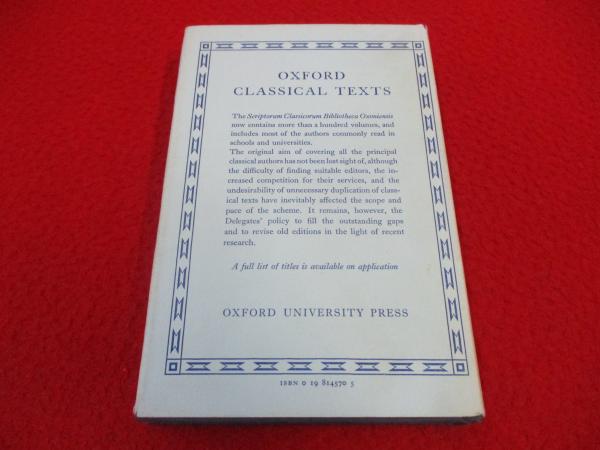 OXFORD
CLASSICAL TEXTS
The Scriptorum Classicorum Bibliotheca Oxoniensis
now contains more than a hundred volumes, and
includes most of the authors commonly read in
schools and universities.
The original aim of covering all the principal
classical authors has not been lost sight of, although
the difficulty of finding suitable editors, the in-
creased competition for their services, and the
undesirability of unnecessary duplication of class-
ical texts have inevitably affected the scope and
pace of the scheme. It remains, however, the
Delegates' policy to fill the outstanding gaps
and to revise old editions in the light of recent
research.
A full list of titles is available on application
OXFORD UNIVERSITY PRESS
ISBN 0 19 814570 5